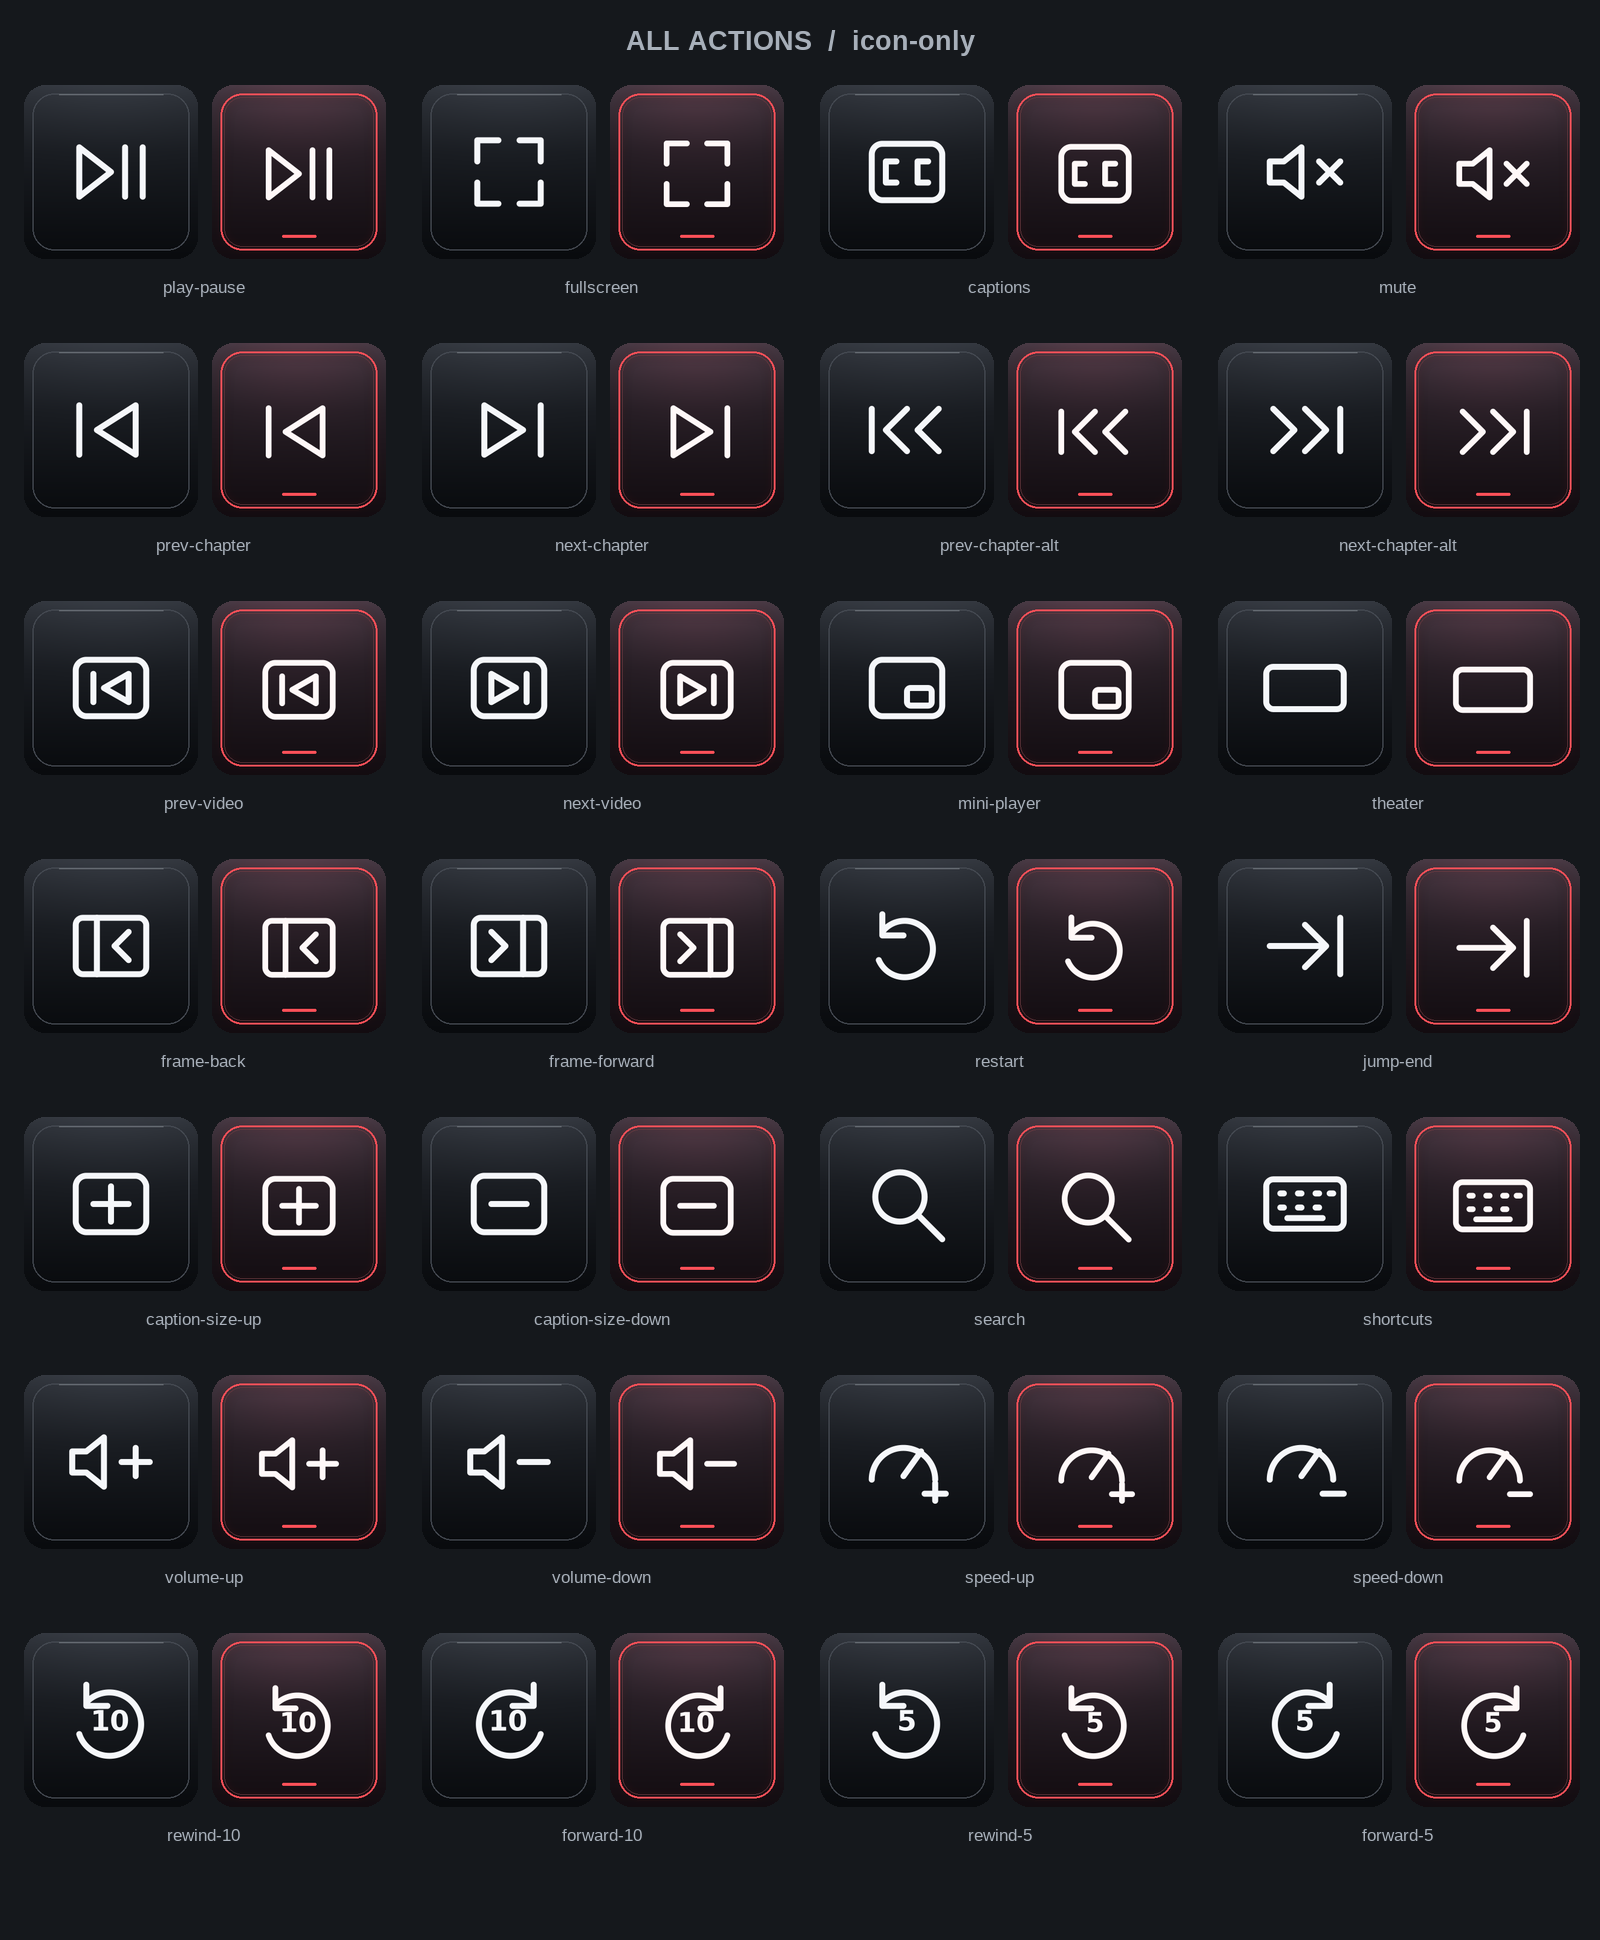 ALL ACTIONS / icon-only
play-pause
fullscreen
captions
mute
prev-chapter
next-chapter
prev-chapter-alt
next-chapter-alt
prev-video
next-video
mini-player
theater
frame-back
frame-forward
restart
jump-end
caption-size-up
caption-size-down
search
shortcuts
volume-up
volume-down
speed-up
speed-down
10
10
10
10
5
5
5
5
rewind-10
forward-10
rewind-5
forward-5